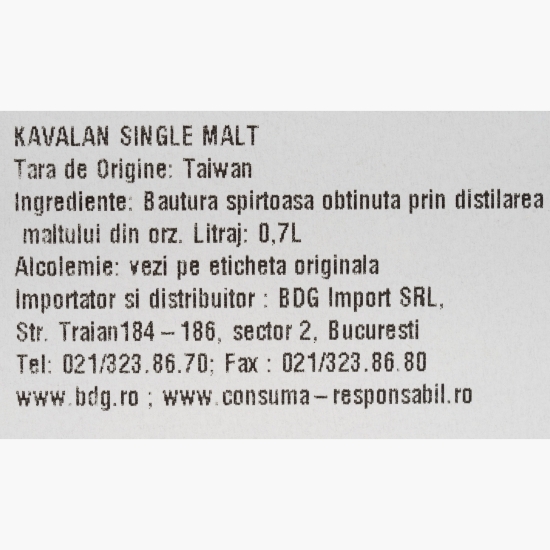 KAVALAN SINGLE MALT
Tara de Origine: Taiwan
Ingrediente: Bautura spirtoasa obtinuta prin distilarea
maltului din orz. Litraj: 0,7L
Alcolemie: vezi pe eticheta originala
Importator si distribuitor : BDG Import SRL,
Str. Traian184 – 186, sector 2, Bucuresti
Tel: 021/323.86.70; Fax : 021/323.86.80
www.bdg.ro ; www.consuma–responsabil.ro